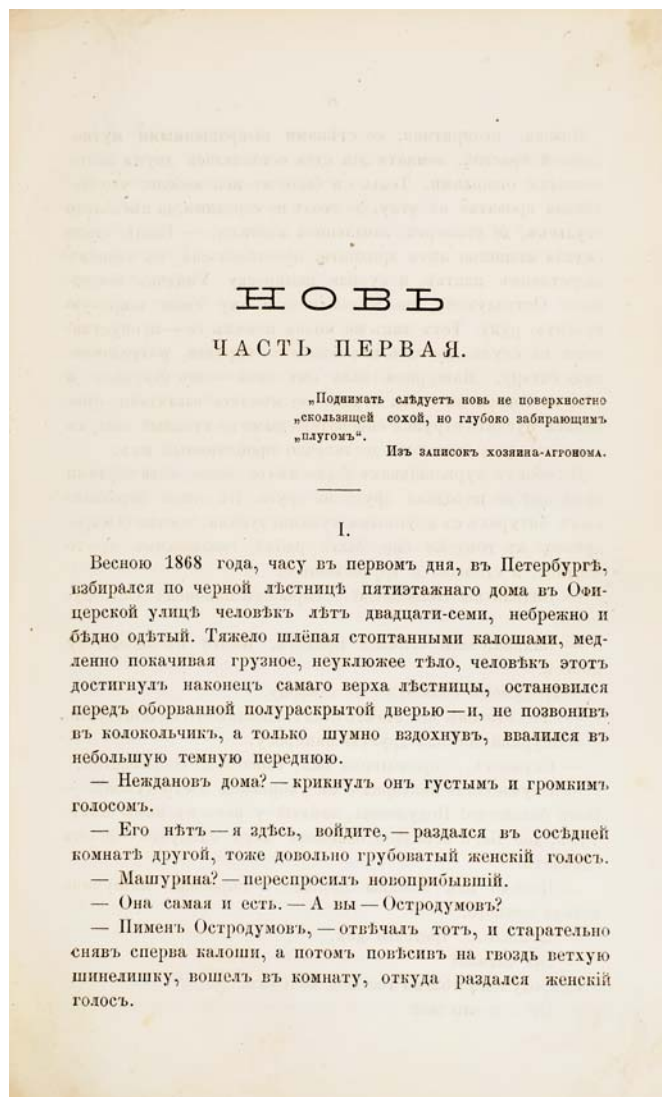 НОВЬ
ЧАСТЬ ПЕРВАЯ.
„Поднимать слѣдуетъ новь не поверхностно
„скользящей сохой, но глубоко забирающимъ
„плугомъ“.
Изъ записокъ хозяина-агронома.
I.
Весною 1868 года, часу въ первомъ дня, въ Петербургѣ,
взбирался по черной лѣстницѣ пятиэтажнаго дома въ Офи-
церской улицѣ человѣкъ лѣтъ двадцати-семи, небрежно и
бѣдно одѣтый. Тяжело шлёпая стоптанными калошами, мед-
ленно покачивая грузное, неуклюжее тѣло, человѣкъ этотъ
достигнулъ наконецъ самаго верха лѣстницы, остановился
передъ оборванной полураскрытой дверью—и, не позвонивъ
въ колокольчикъ, а только шумно вздохнувъ, ввалился въ
небольшую темную переднюю.
— Неждановъ дома?—крикнулъ онъ густымъ и громкимъ
голосомъ.
— Его нѣтъ—я здѣсь, войдите,—раздался въ сосѣдней
комнатѣ другой, тоже довольно грубоватый женскій голосъ.
— Машурина?—переспросилъ новоприбывшій.
— Она самая и есть.—А вы—Остродумовъ?
— Пименъ Остродумовъ,—отвѣчалъ тотъ, и старательно
снявъ сперва калоши, а потомъ повѣсивъ на гвоздь ветхую
шинелишку, вошелъ въ комнату, откуда раздался женскій
голосъ.